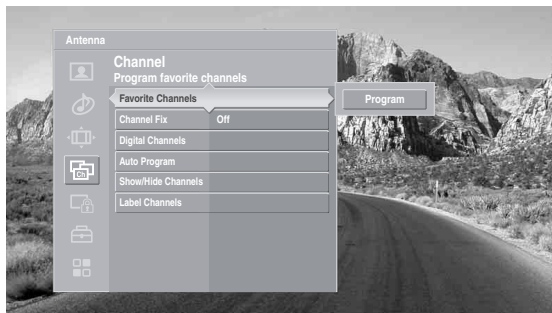 Antenna
Channel
Program favorite channels
Favorite Channels
Program
Channel Fix Off
Digital Channels
Auto Program
Ch
Show/Hide Channels
Label Channels